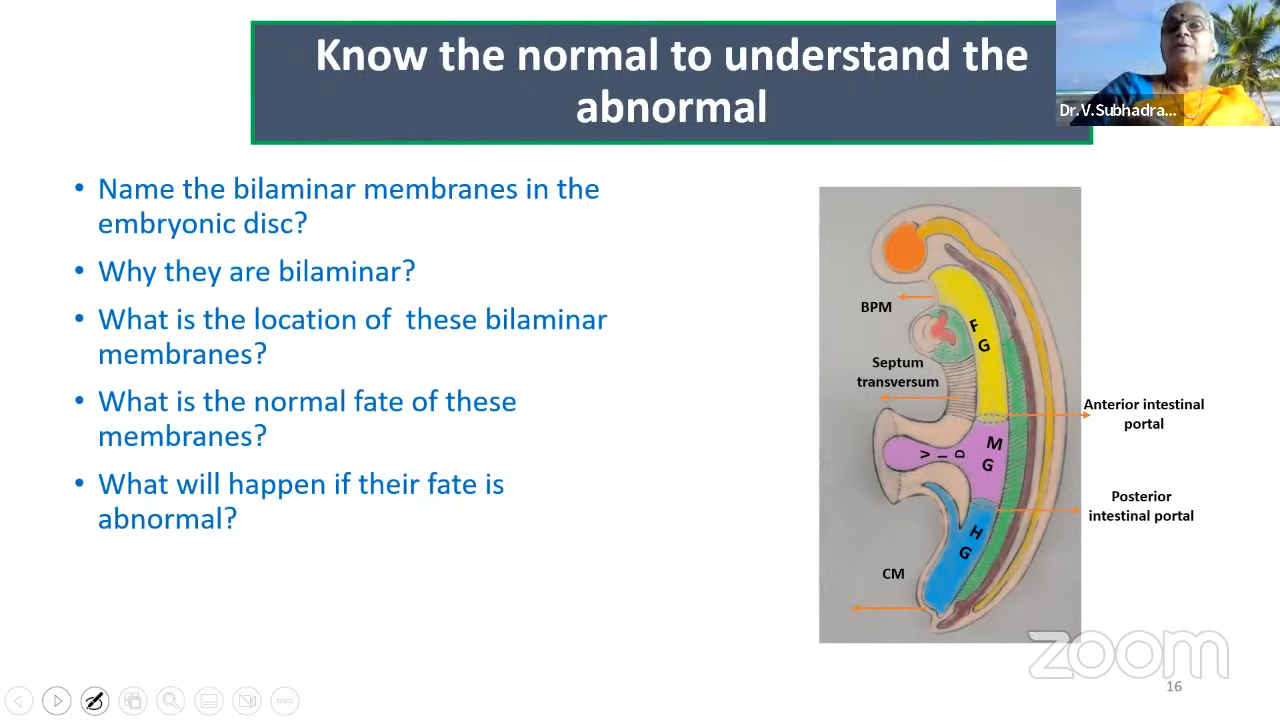 Know the normal to understand the
abnormal
Dr.V.Subhadra...
• Name the bilaminar membranes in the
embryonic disc?
• Why they are bilaminar?
• What is the location of these bilaminar
membranes?
• What is the normal fate of these
membranes?
• What will happen if their fate is
abnormal?
BPM
F
G
Septum
transversum
Anterior intestinal
portal
M
G
V I D
Posterior
intestinal portal
H
G
CM
zoom
16